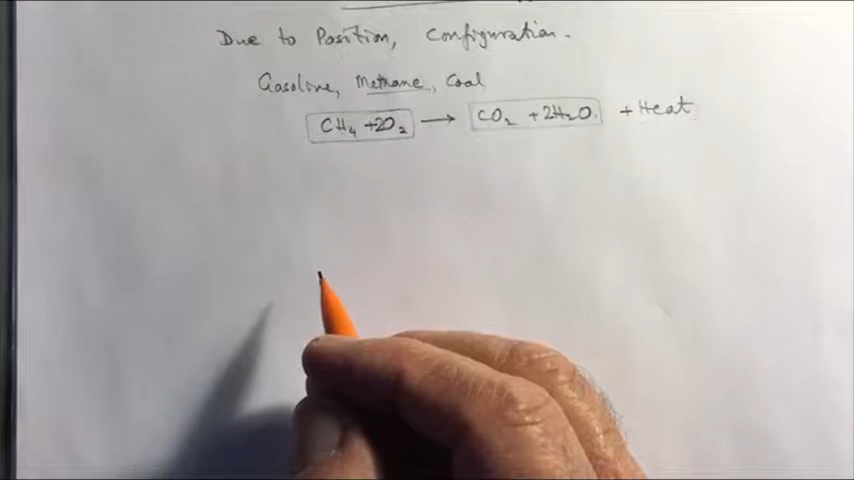 Due to Position, Configuration.
Gasoline, Methane, Coal
CH₄ +2O₂ → CO₂ + 2H₂O. + Heat